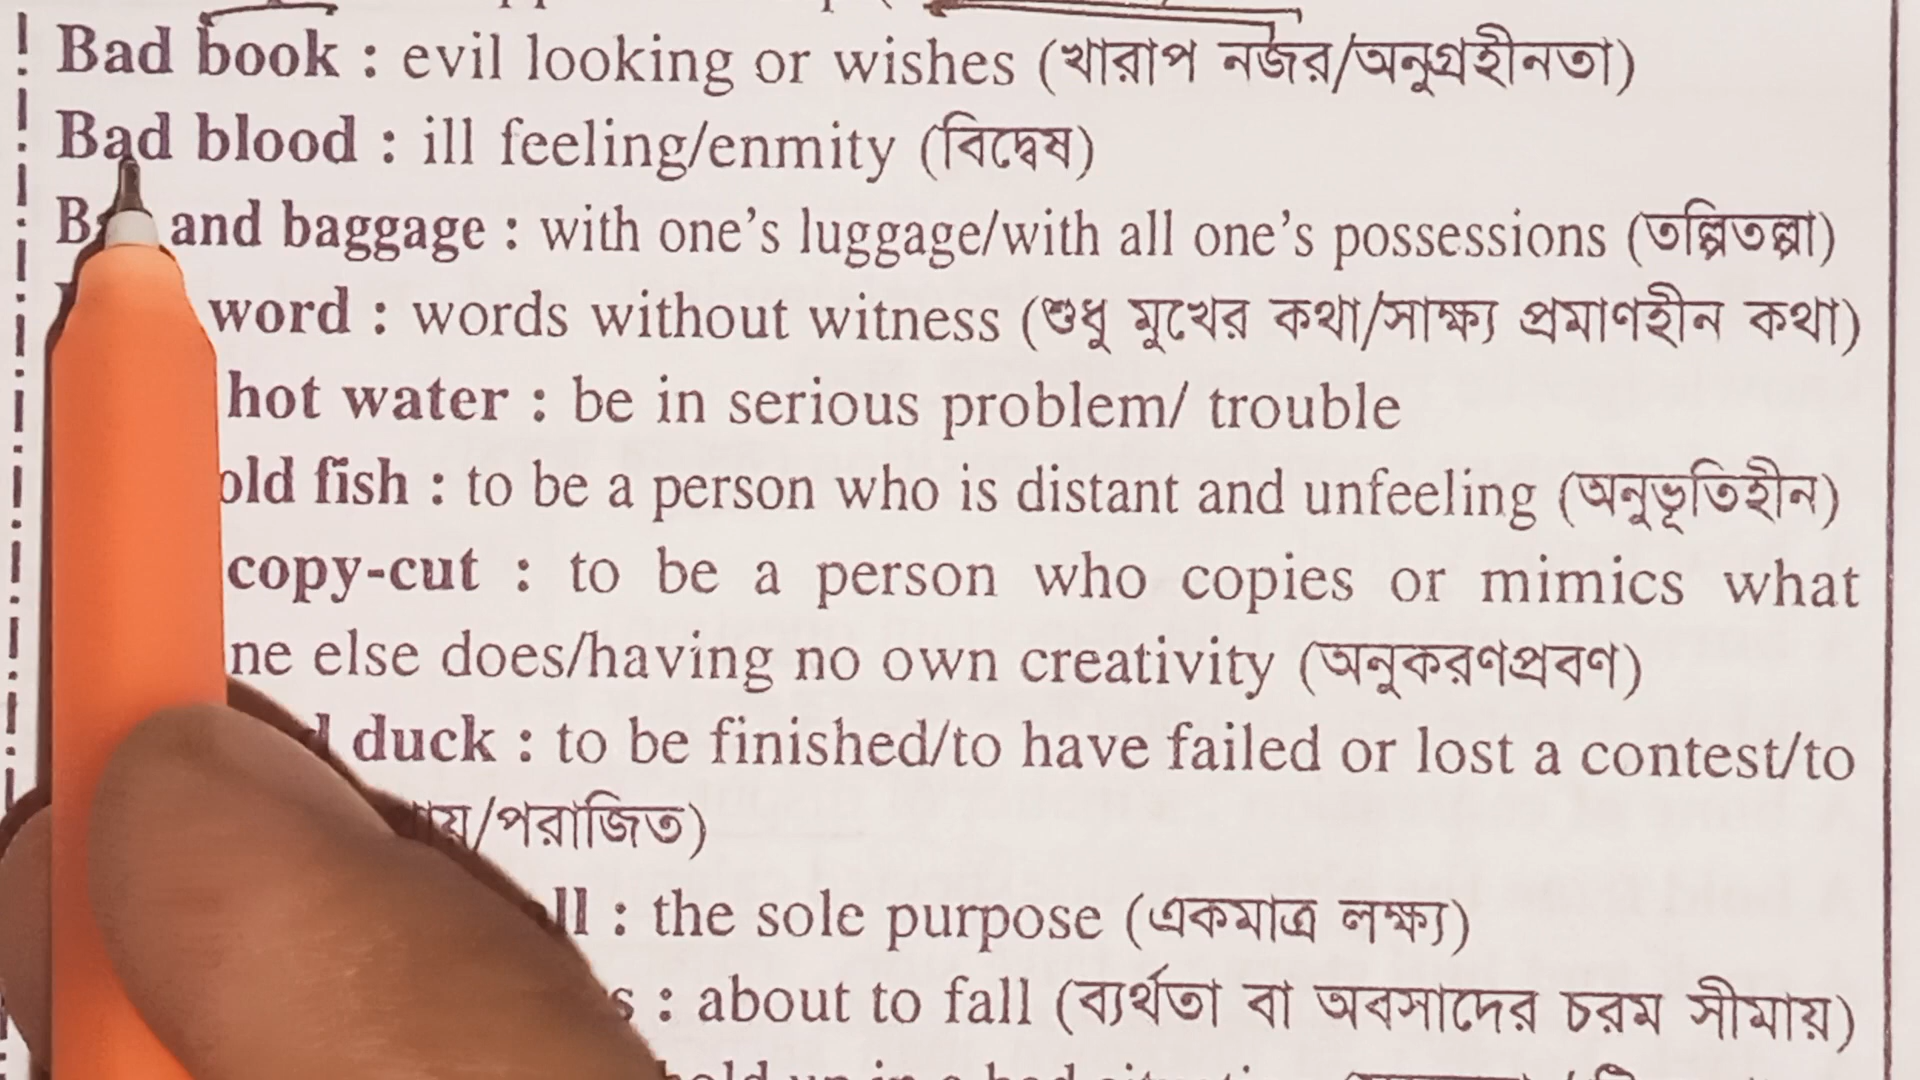 Bad book : evil looking or wishes (খারাপ নজর/অনুগ্রহীনতা)
Bad blood : ill feeling/enmity (বিদ্বেষ)
and baggage : with one's luggage/with all one's possessions (তল্পিতল্পা)
word : words without witness (শুধু মুখের কথা/সাক্ষ্য প্রমাণহীন কথা)
hot water : be in serious problem/ trouble
fish : to be a person who is distant and unfeeling (অনুভূতিহীন)
copy-cut : to be a person who copies or mimics what
else does/having no own creativity (অনুকরণপ্রবণ)
duck : to be finished/to have failed or lost a contest/to
/পরাজিত)
: the sole purpose (একমাত্র লক্ষ্য)
: about to fall (ব্যর্থতা বা অবসাদের চরম সীমায়)